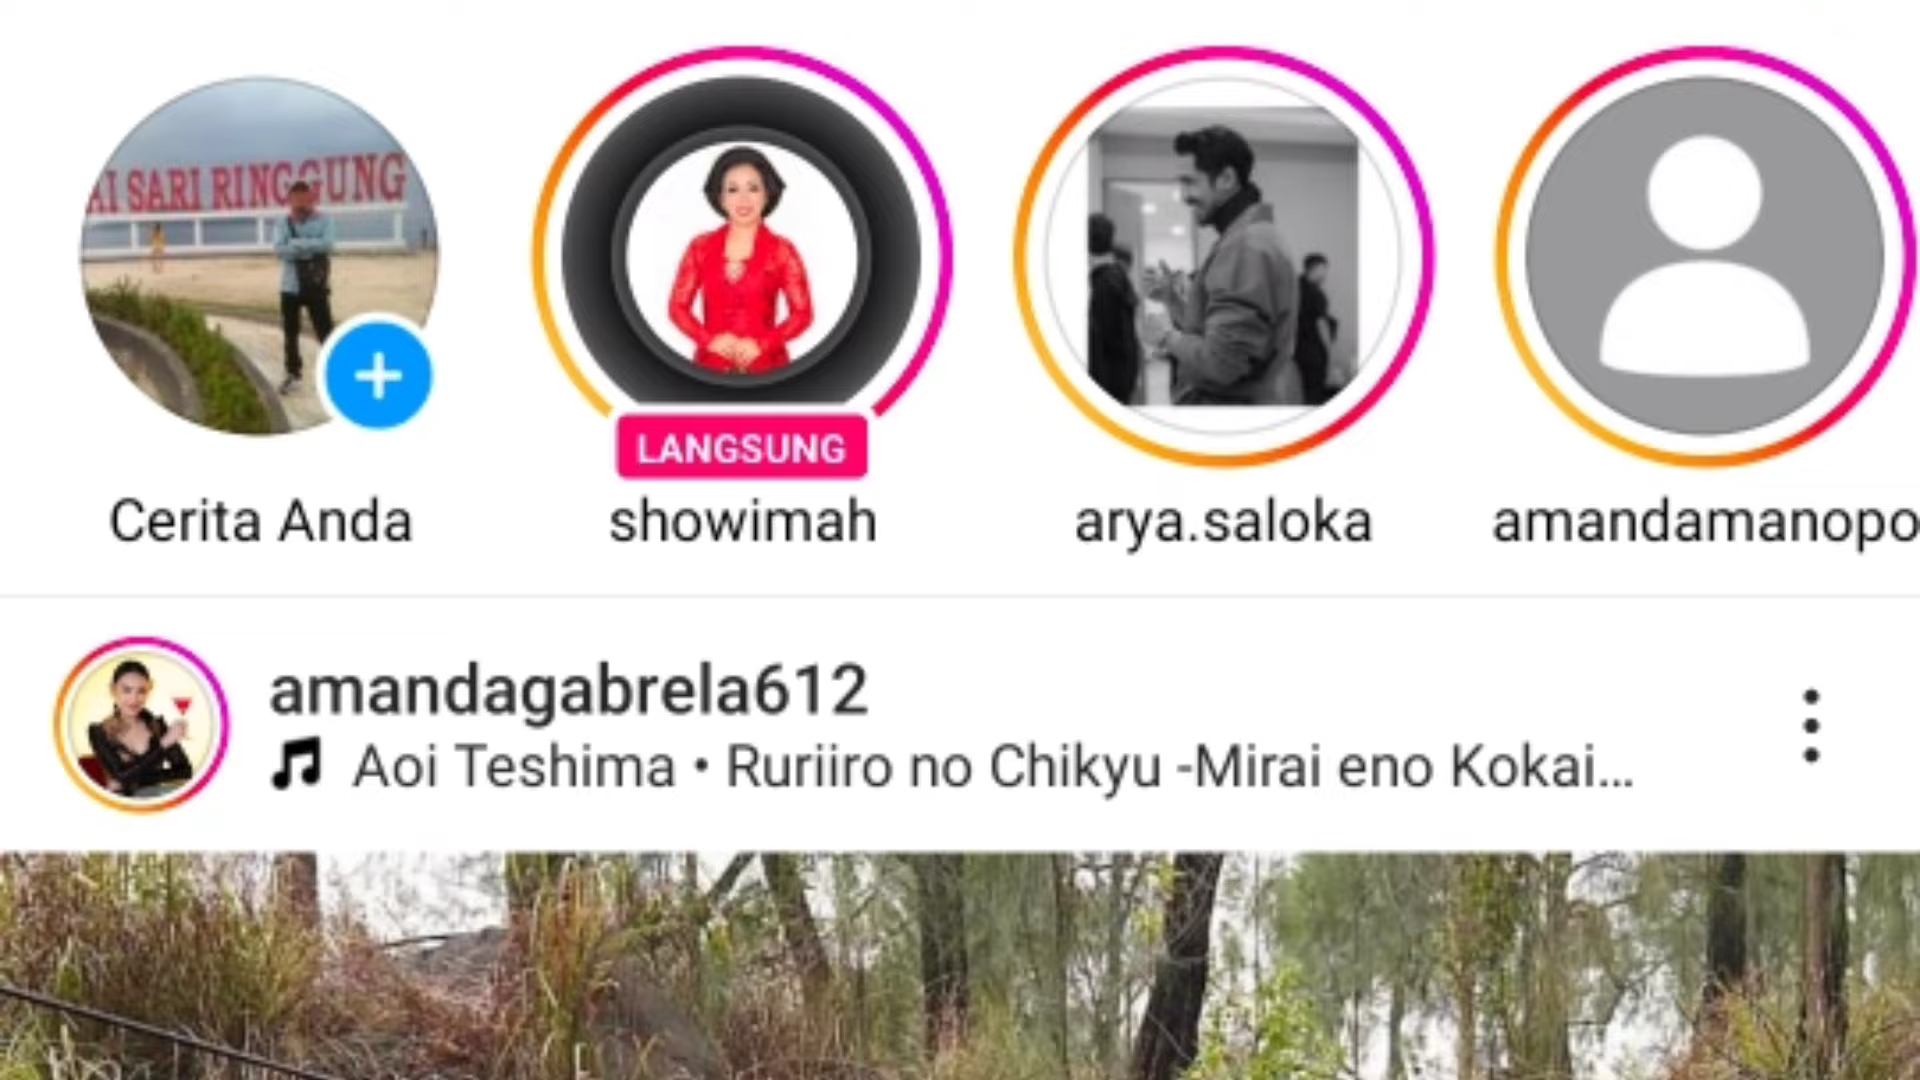 AI SARI RINGGUNG
LANGSUNG
Cerita Anda
showimah
arya.saloka
amandamanopo
amandagabrela612
Aoi Teshima • Ruriiro no Chikyu -Mirai eno Kokai...